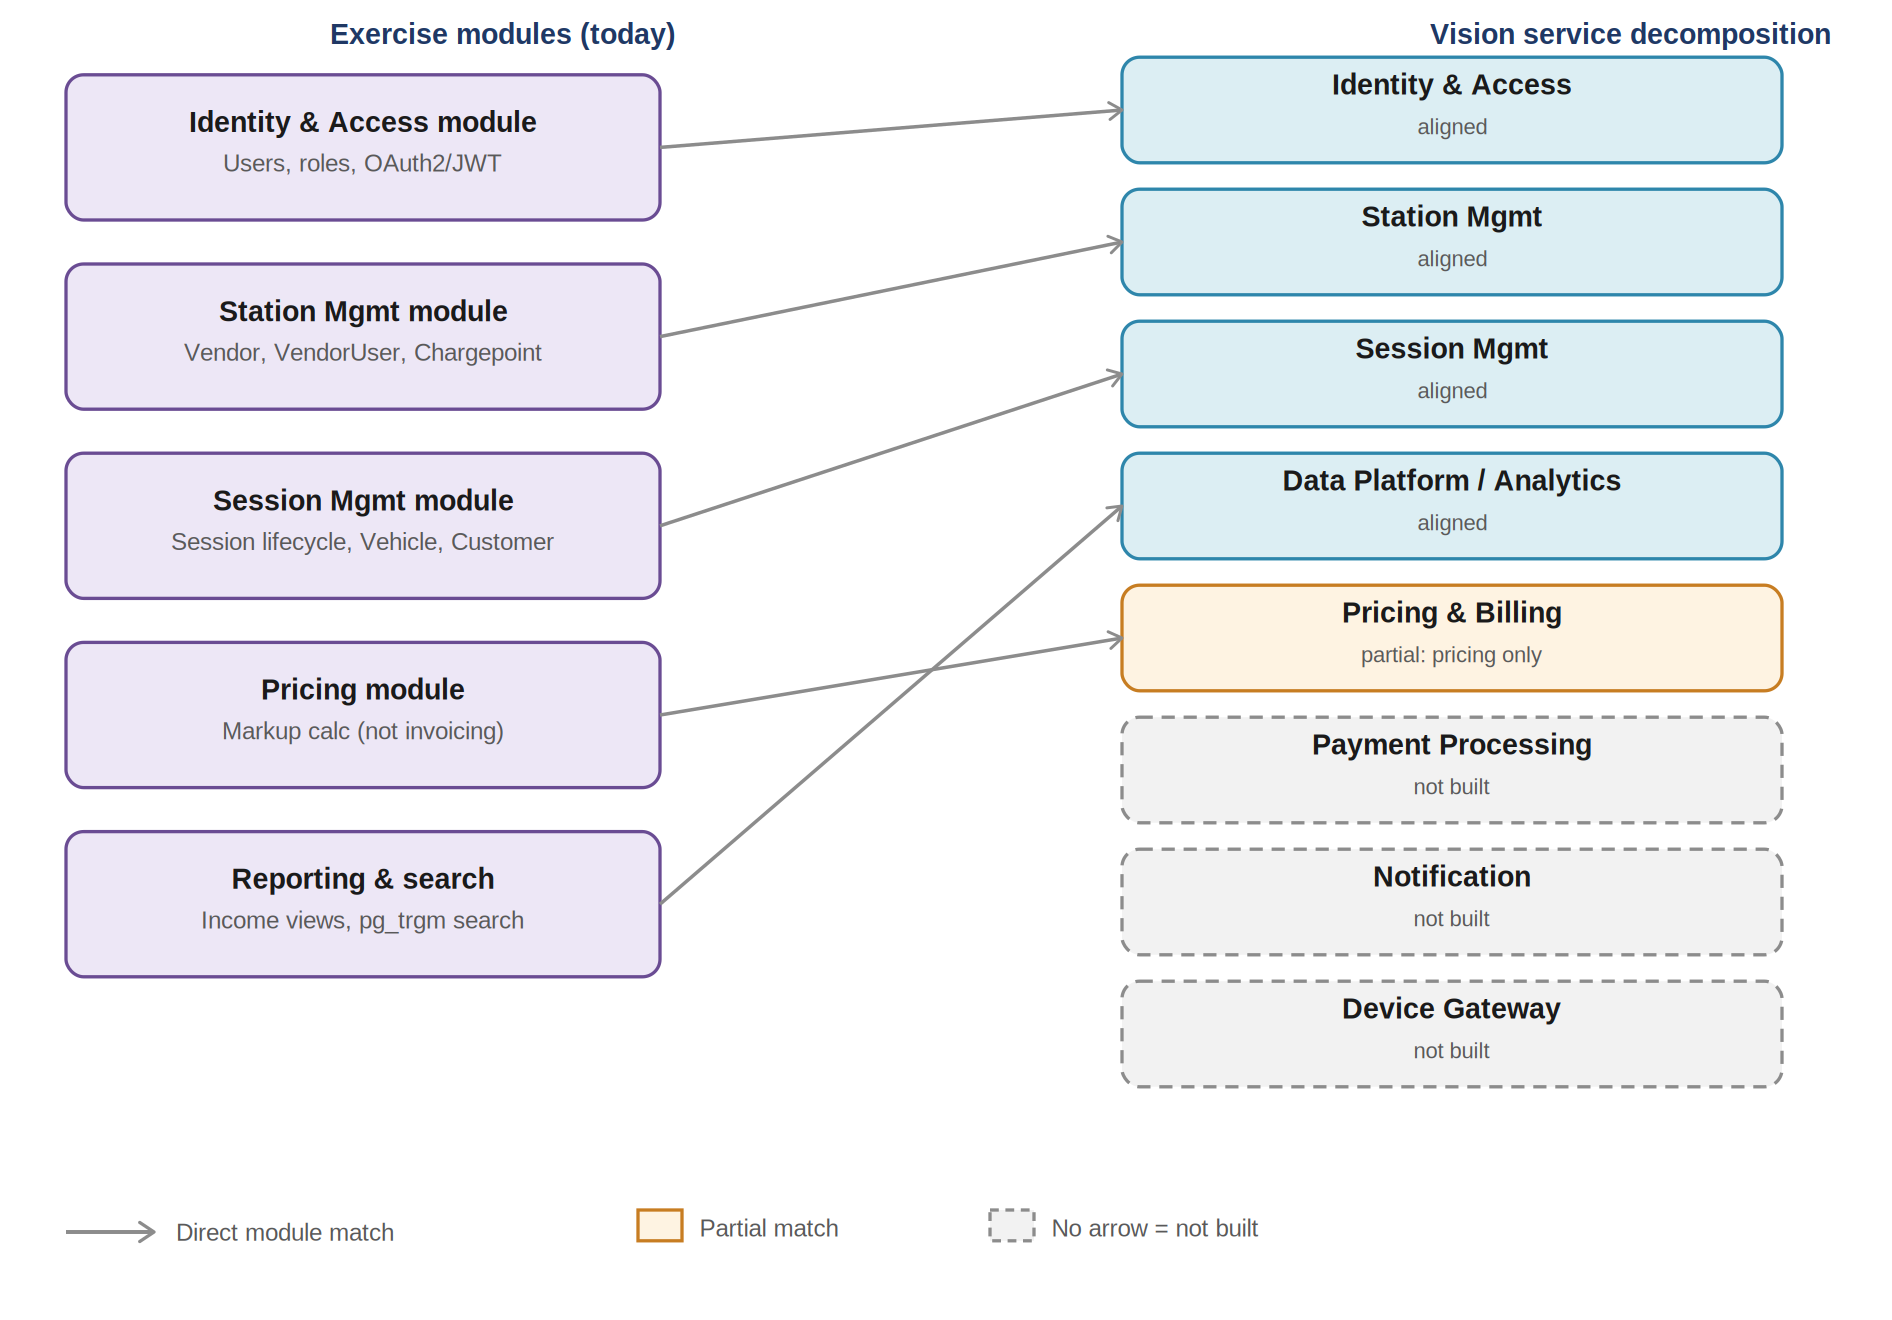 Exercise modules (today)
Identity & Access module
Users, roles, OAuth2/JWT
Station Mgmt module
Vendor, VendorUser, Chargepoint
Session Mgmt module
Session lifecycle, Vehicle, Customer
Pricing module
Markup calc (not invoicing)
Reporting & search
Income views, pg_trgm search
Vision service decomposition
Identity & Access
aligned
Station Mgmt
aligned
Session Mgmt
aligned
Data Platform / Analytics
aligned
Pricing & Billing
partial: pricing only
Payment Processing
not built
Notification
not built
Device Gateway
not built
Direct module match
Partial match
No arrow = not built